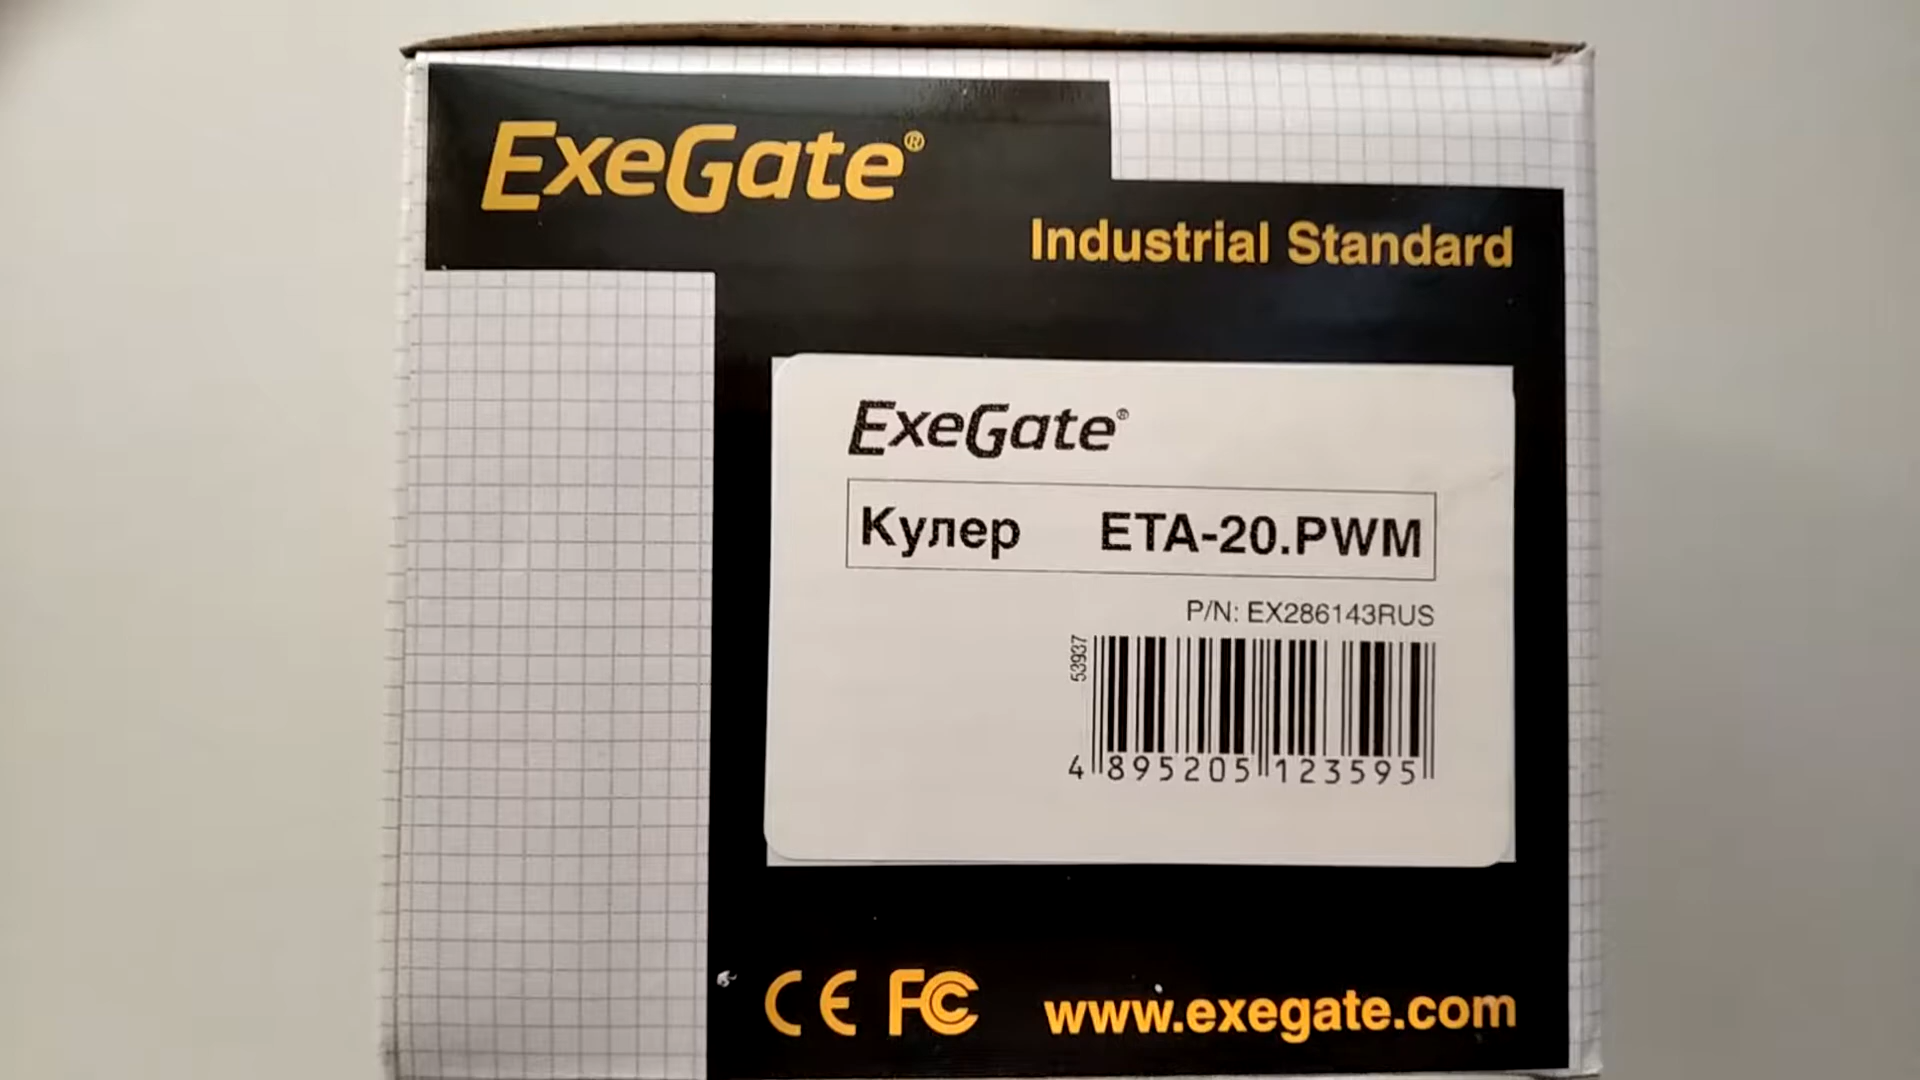 ExeGate®
Industrial Standard
ExeGate®
Кулер ETA-20.PWM
P/N: EX286143RUS
53937
4 895205 123595
CE FC www.exegate.com